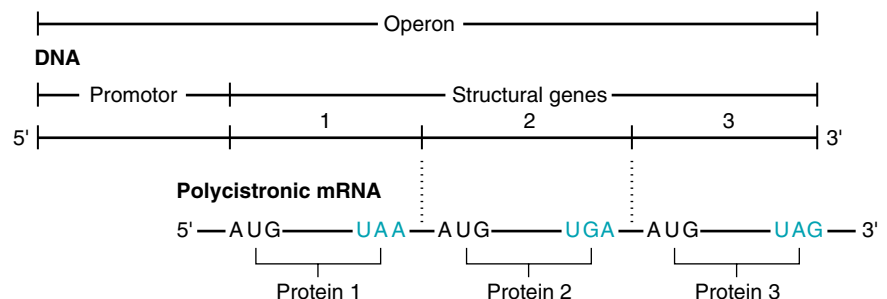 Operon
DNA
Promotor Structural genes
1 2 3
5' 3'
Polycistronic mRNA
5' AUG UAA AUG UGA AUG UAG 3'
Protein 1 Protein 2 Protein 3